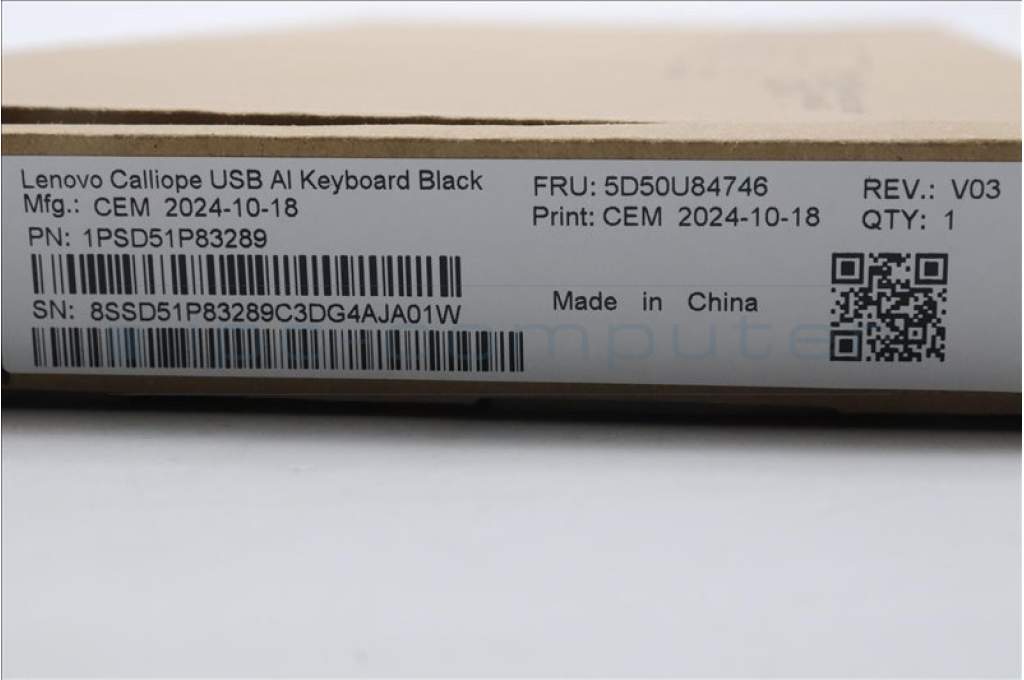 Lenovo Calliope USB AI Keyboard Black
Mfg.: CEM 2024-10-18
PN: 1PSD51P83289
SN: 8SSD51P83289C3DG4AJA01W
FRU: 5D50U84746
Print: CEM 2024-10-18
Made in China
REV.: V03
QTY: 1